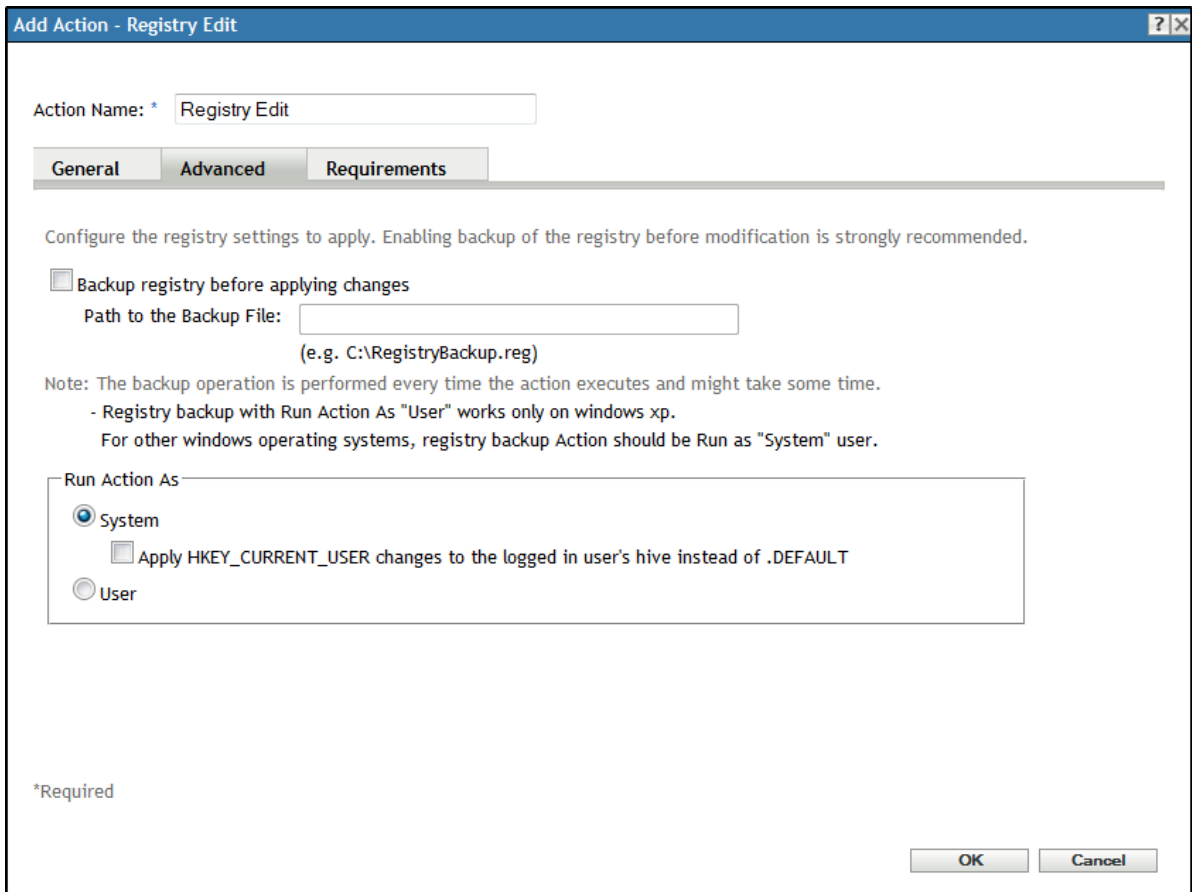 Add Action - Registry Edit
?
Action Name: * Registry Edit
General Advanced Requirements
Configure the registry settings to apply. Enabling backup of the registry before modification is strongly recommended.
Backup registry before applying changes
Path to the Backup File:
(e.g. C:\RegistryBackup.reg)
Note: The backup operation is performed every time the action executes and might take some time.
- Registry backup with Run Action As "User" works only on windows xp.
For other windows operating systems, registry backup Action should be Run as "System" user.
Run Action As
System
Apply HKEY_CURRENT_USER changes to the logged in user's hive instead of .DEFAULT
User
*Required
OK Cancel